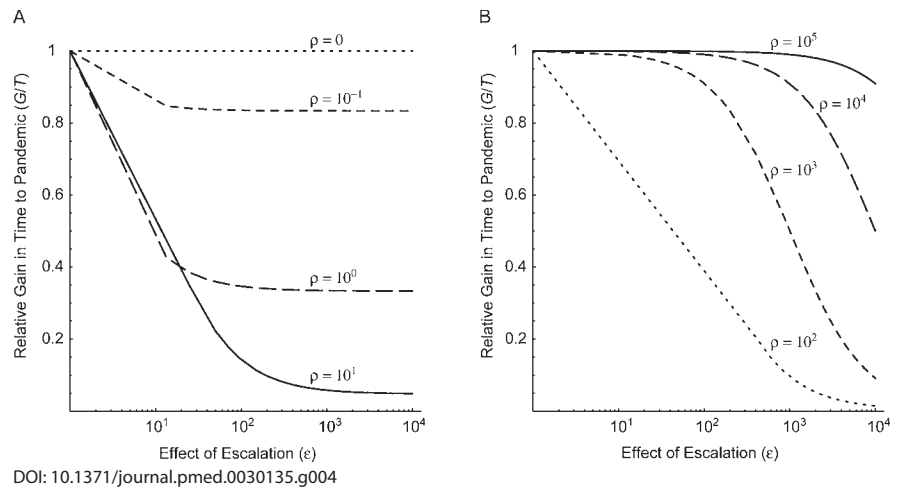 A
B
ρ = 0
ρ = 10⁻¹
ρ = 10⁰
ρ = 10¹
1
0.8
0.6
0.4
0.2
10¹
10²
10³
10⁴
Relative Gain in Time to Pandemic (G/T)
Effect of Escalation (ε)
ρ = 10⁵
ρ = 10⁴
ρ = 10³
ρ = 10²
1
0.8
0.6
0.4
0.2
10¹
10²
10³
10⁴
Relative Gain in Time to Pandemic (G/T)
Effect of Escalation (ε)
DOI: 10.1371/journal.pmed.0030135.g004